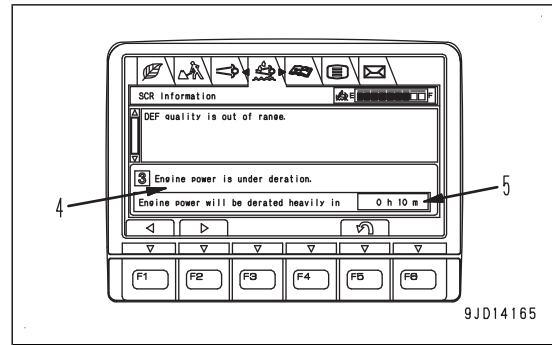 SCR Information
E F
DEF quality is out of range.
3 Engine power is under deration.
Engine power will be derated heavily in 0 h 10 m
4
5
F1 F2 F3 F4 F5 F6
9JD14165